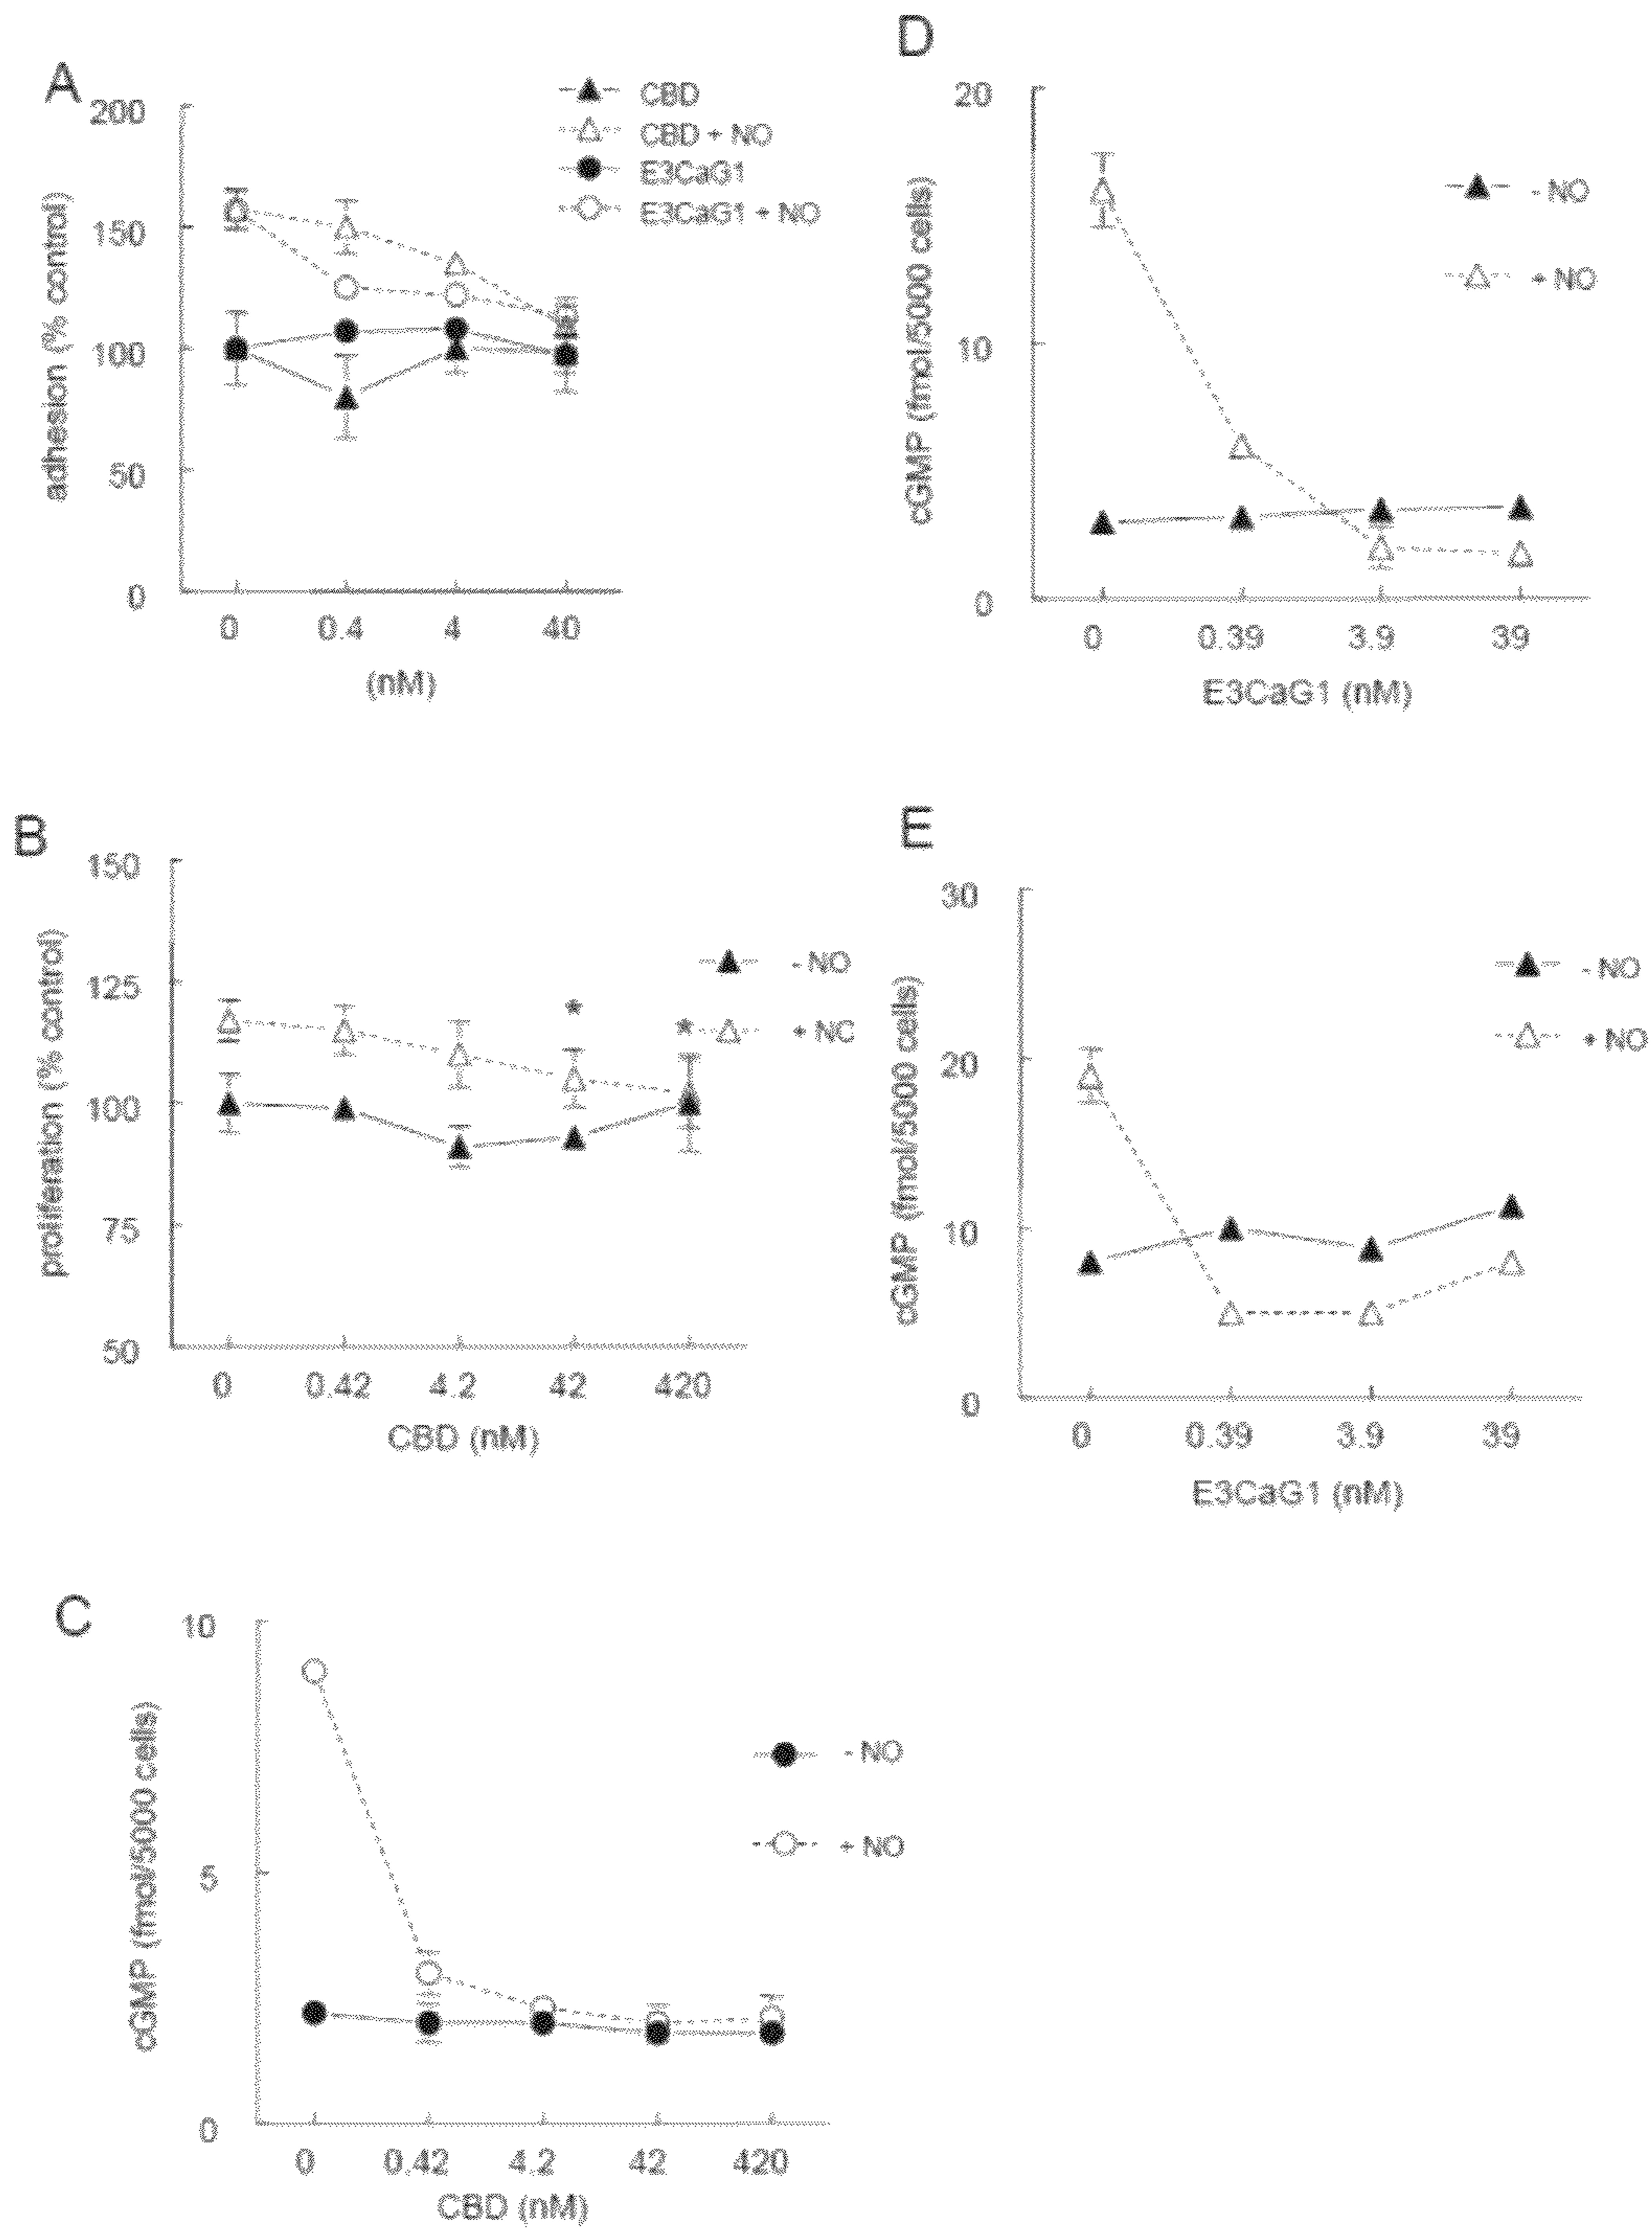 A
200
150
100
50
0
adhesion (% control)
0 0.4 4 40
(nM)
CBD
CBD + NO
E3CaG1
E3CaG1 + NO
D
20
10
0
cGMP (fmol/5000 cells)
- NO
+ NO
0 0.39 3.9 39
E3CaG1 (nM)
B
150
125
100
75
50
proliferation (% control)
* *
- NO
+ NC
0 0.42 4.2 42 420
CBD (nM)
E
30
20
10
0
cGMP (fmol/5000 cells)
- NO
+ NO
0 0.39 3.9 39
E3CaG1 (nM)
C
10
5
0
cGMP (fmol/5000 cells)
- NO
+ NO
0 0.42 4.2 42 420
CBD (nM)